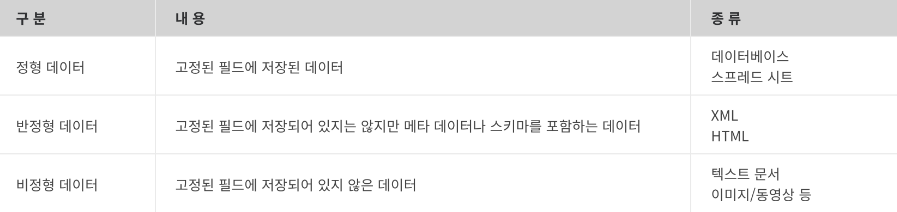 구 분 내 용 종 류
정형 데이터 고정된 필드에 저장된 데이터 데이터베이스
스프레드 시트
반정형 데이터 고정된 필드에 저장되어 있지는 않지만 메타 데이터나 스키마를 포함하는 데이터 XML
HTML
비정형 데이터 고정된 필드에 저장되어 있지 않은 데이터 텍스트 문서
이미지/동영상 등